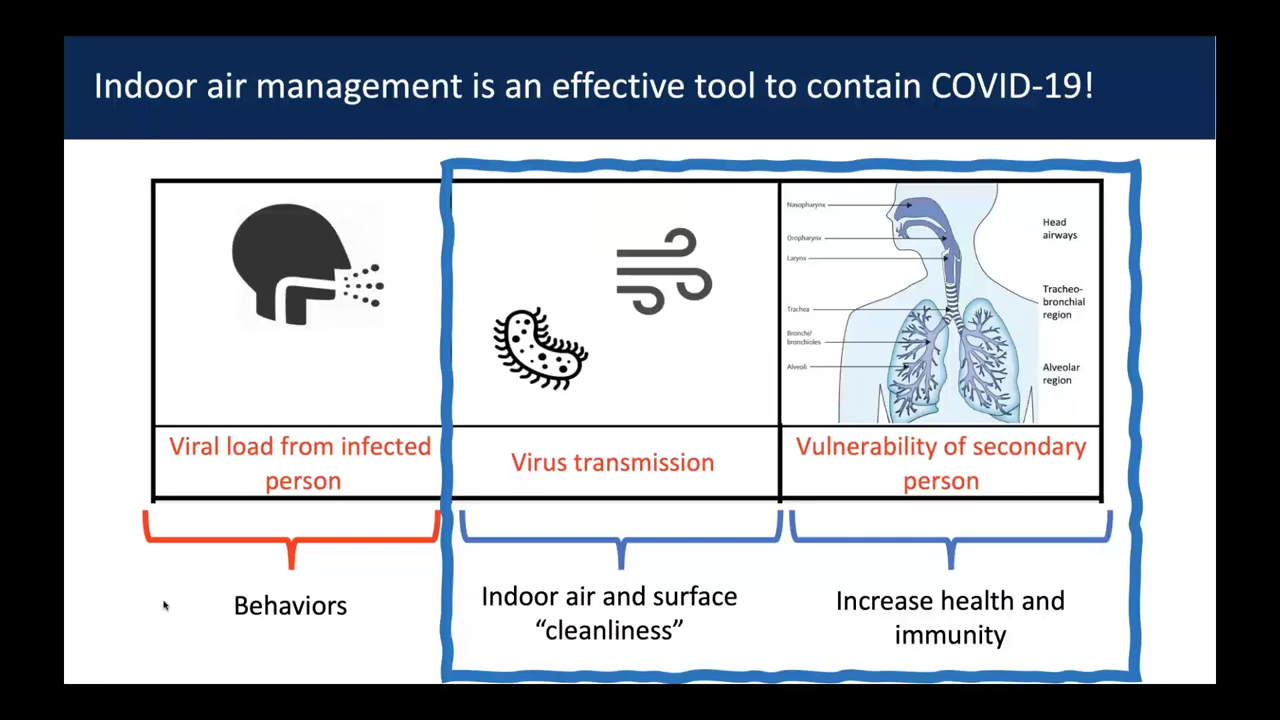 Indoor air management is an effective tool to contain COVID-19!
Nasopharynx
Oropharynx
Larynx
Trachea
Bronchi/
bronchioles
Alveoli
Head
airways
Tracheo-
bronchial
region
Alveolar
region
Viral load from infected
person
Virus transmission
Vulnerability of secondary
person
Behaviors
Indoor air and surface
“cleanliness”
Increase health and
immunity